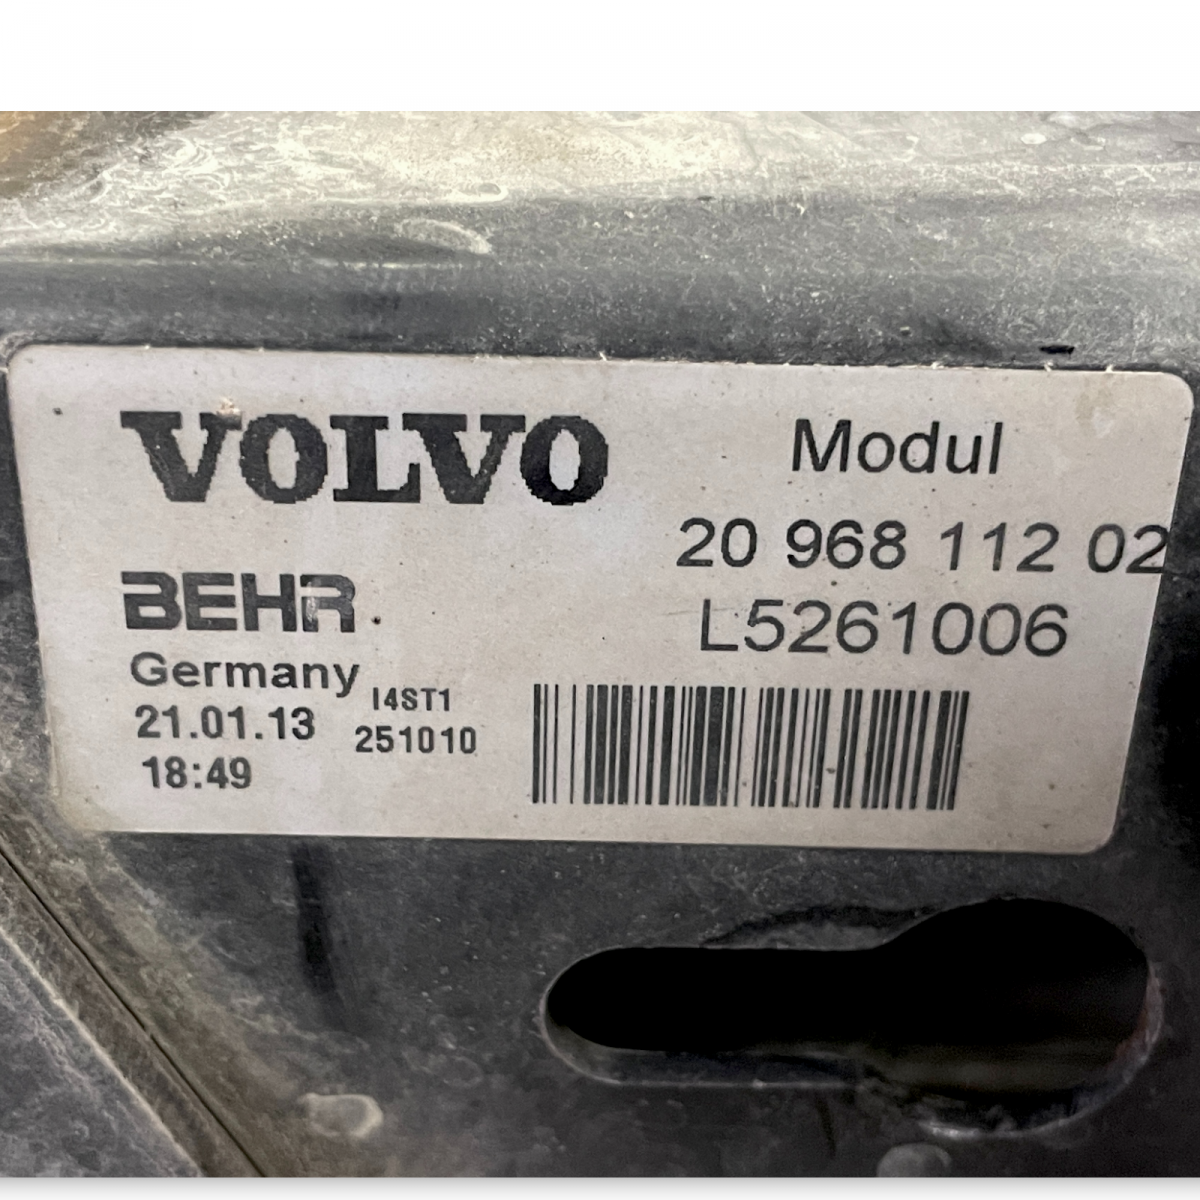 VOLVO
Modul
20 968 112 02
L5261006
BEHR
Germany
21.01.13
18:49
I4ST1
251010